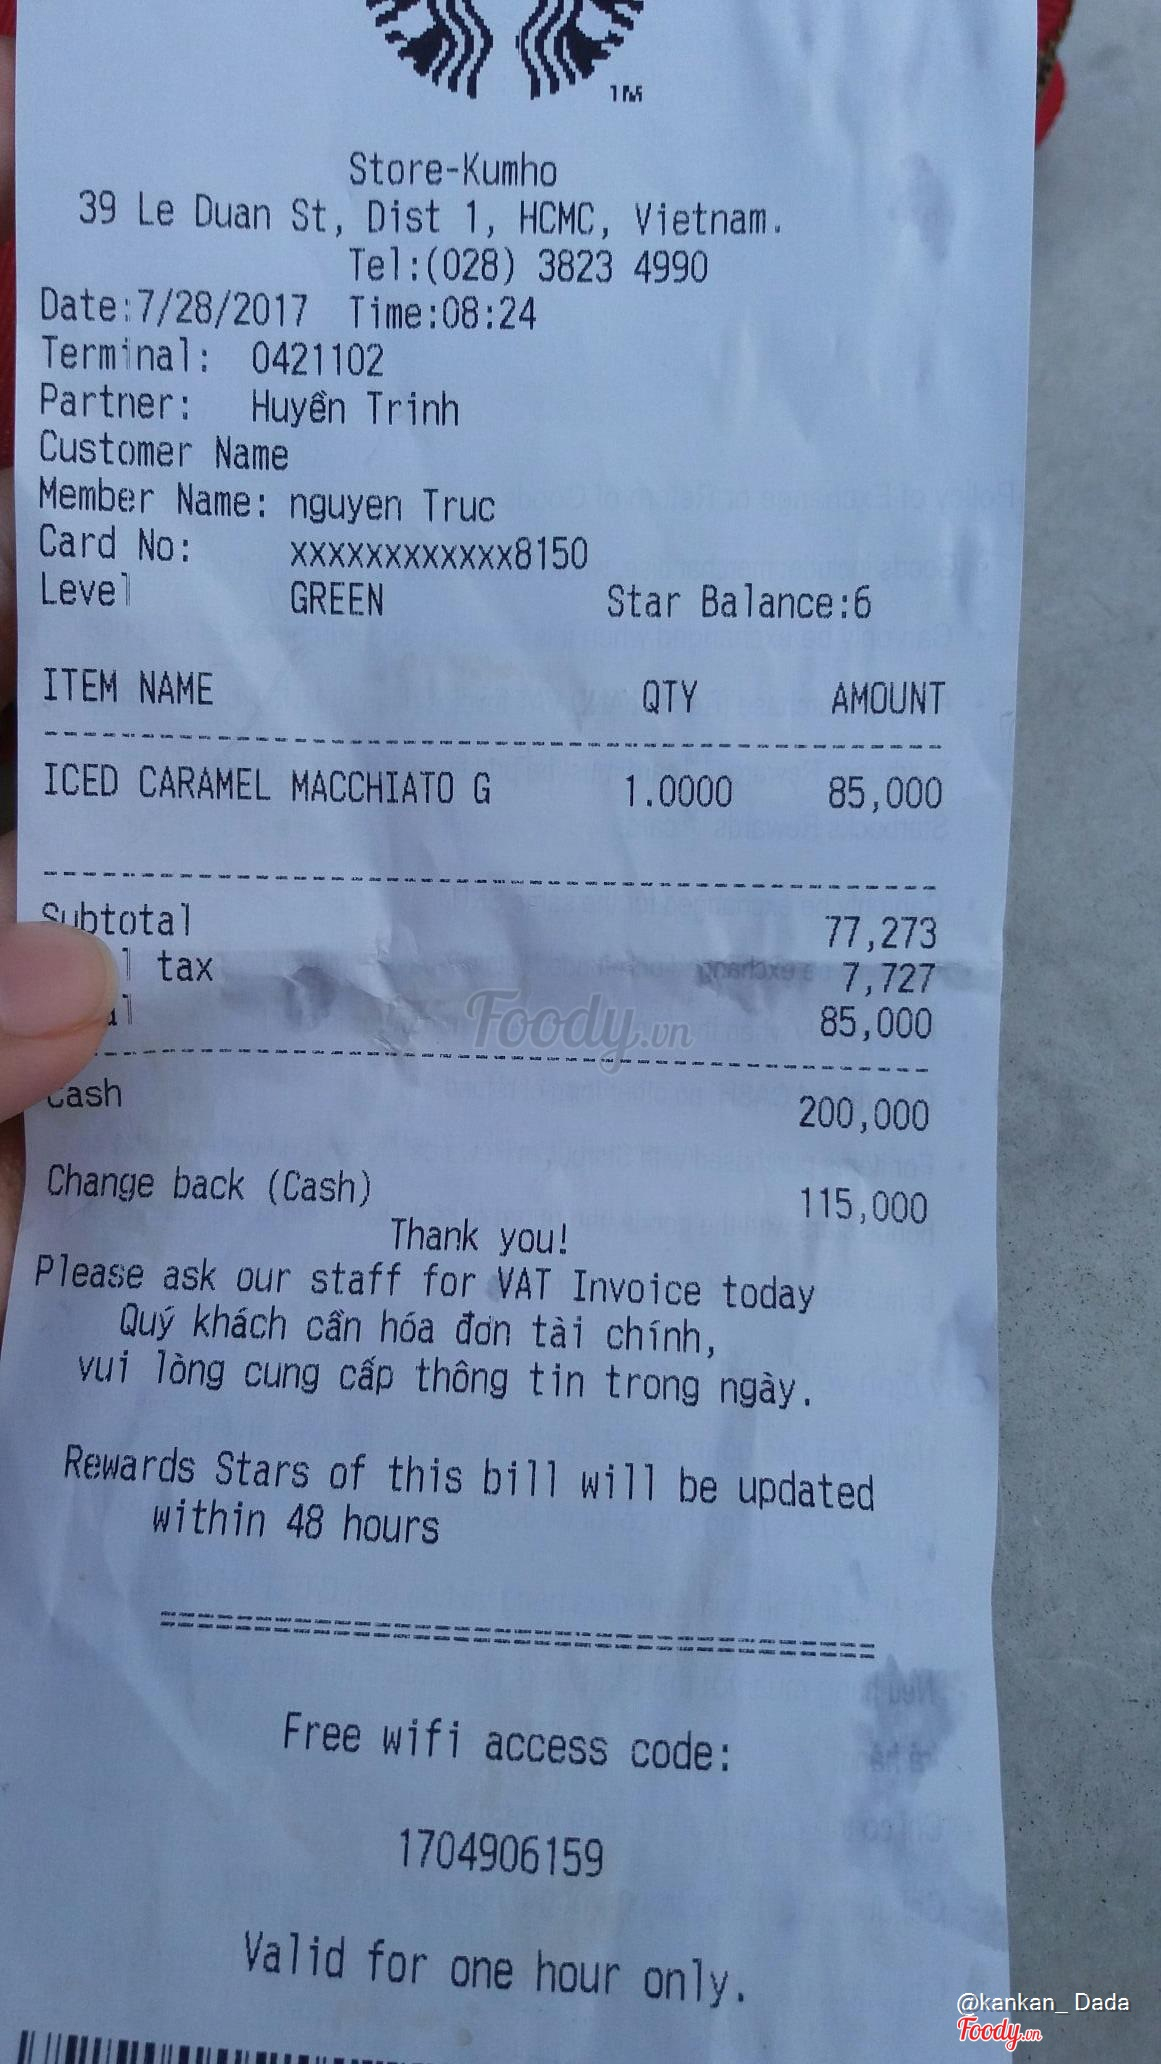 TM
Store-Kumho
39 Le Duan St, Dist 1, HCMC, Vietnam.
Tel:(028) 3823 4990
Date:7/28/2017 Time:08:24
Terminal: 0421102
Partner: Huyền Trinh
Customer Name
Member Name: nguyen Truc
Card No: xxxxxxxxxxxx8150
Level GREEN Star Balance:6
ITEM NAME QTY AMOUNT
ICED CARAMEL MACCHIATO G 1.0000 85,000
Subtotal 77,273
tax 7,727
85,000
Foody.vn
Cash 200,000
Change back (Cash) 115,000
Thank you!
Please ask our staff for VAT Invoice today
Quý khách cần hóa đơn tài chính,
vui lòng cung cấp thông tin trong ngày.
Rewards Stars of this bill will be updated
within 48 hours
Free wifi access code:
1704906159
Valid for one hour only.
@kankan_ Dada
Foody.vn